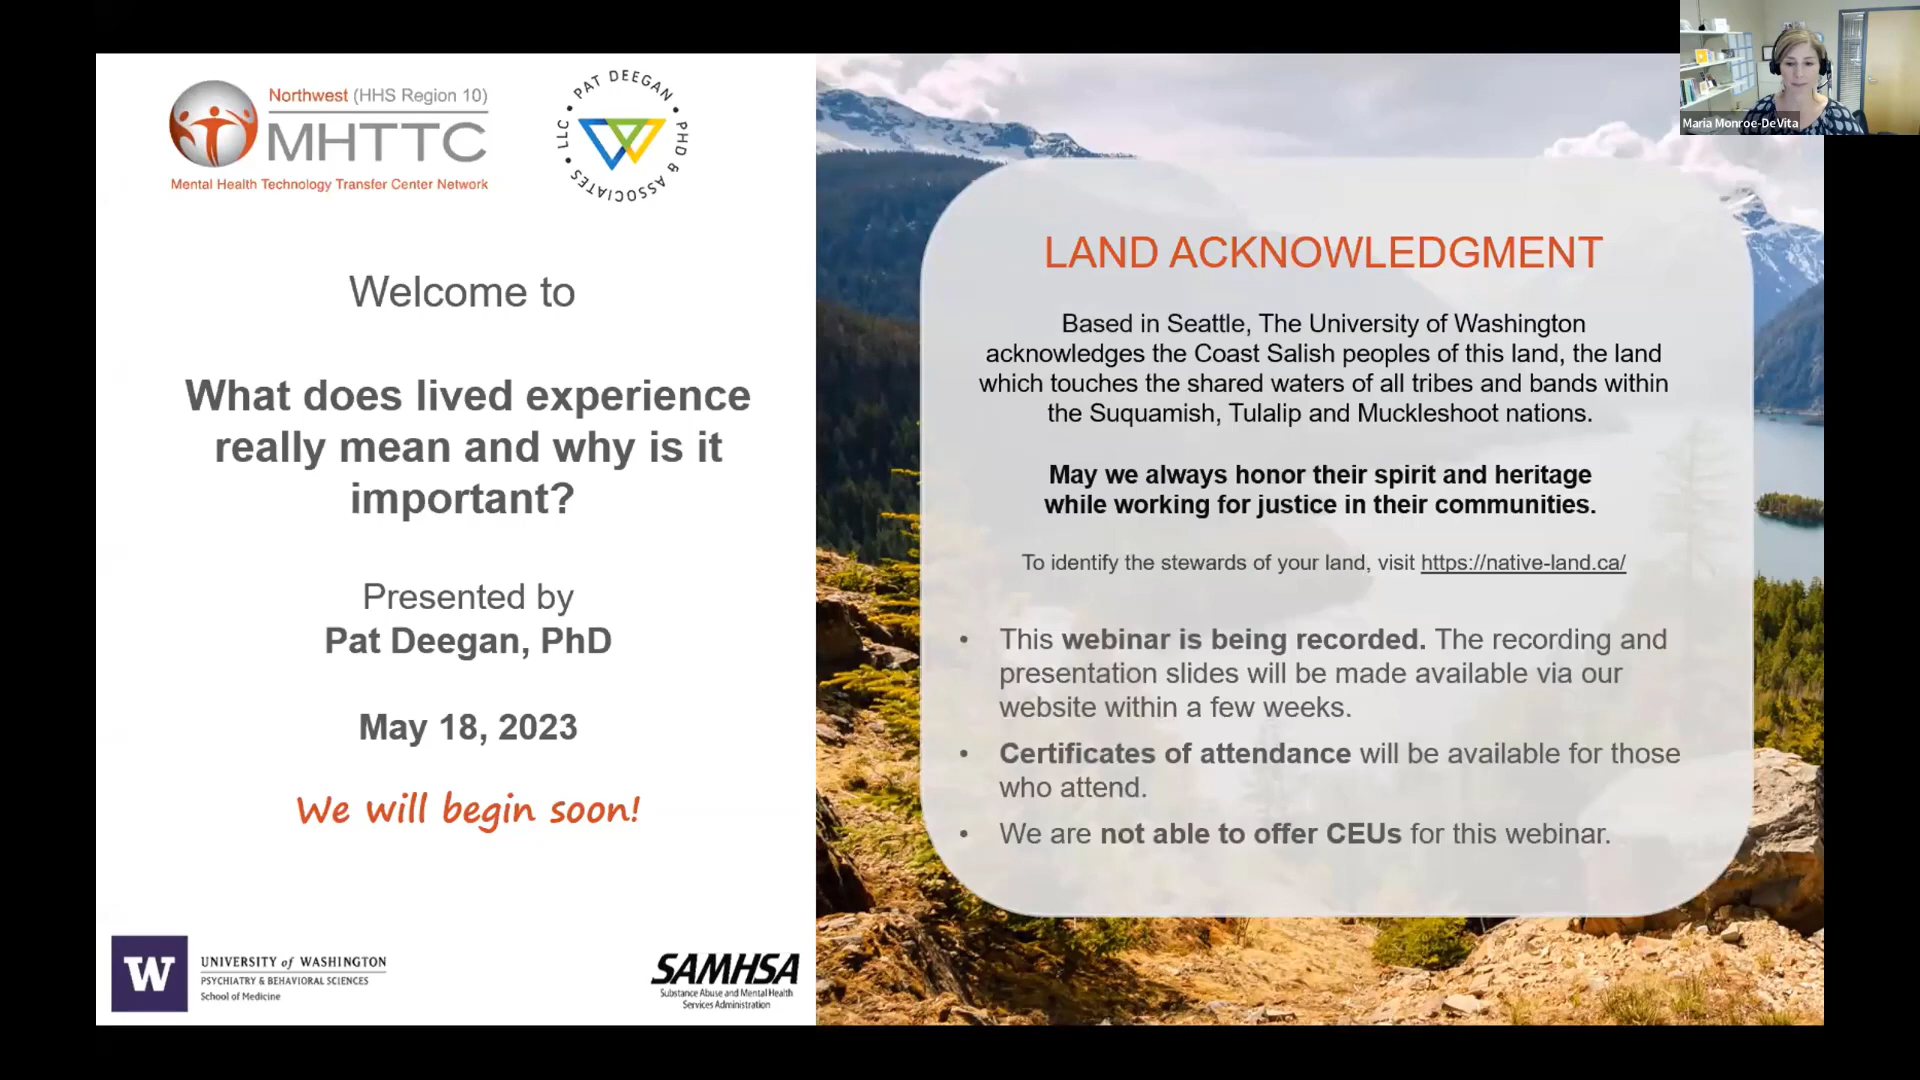 Northwest (HHS Region 10)
MHTTC
Mental Health Technology Transfer Center Network
PAT DEEGAN • PHD & ASSOCIATES • LLC •
Welcome to
What does lived experience
really mean and why is it
important?
Presented by
Pat Deegan, PhD
May 18, 2023
We will begin soon!
W
UNIVERSITY of WASHINGTON
PSYCHIATRY & BEHAVIORAL SCIENCES
School of Medicine
SAMHSA
Substance Abuse and Mental Health
Services Administration
LAND ACKNOWLEDGMENT
Based in Seattle, The University of Washington
acknowledges the Coast Salish peoples of this land, the land
which touches the shared waters of all tribes and bands within
the Suquamish, Tulalip and Muckleshoot nations.
May we always honor their spirit and heritage
while working for justice in their communities.
To identify the stewards of your land, visit https://native-land.ca/
• This webinar is being recorded. The recording and
presentation slides will be made available via our
website within a few weeks.
• Certificates of attendance will be available for those
who attend.
• We are not able to offer CEUs for this webinar.
Maria Monroe-DeVita